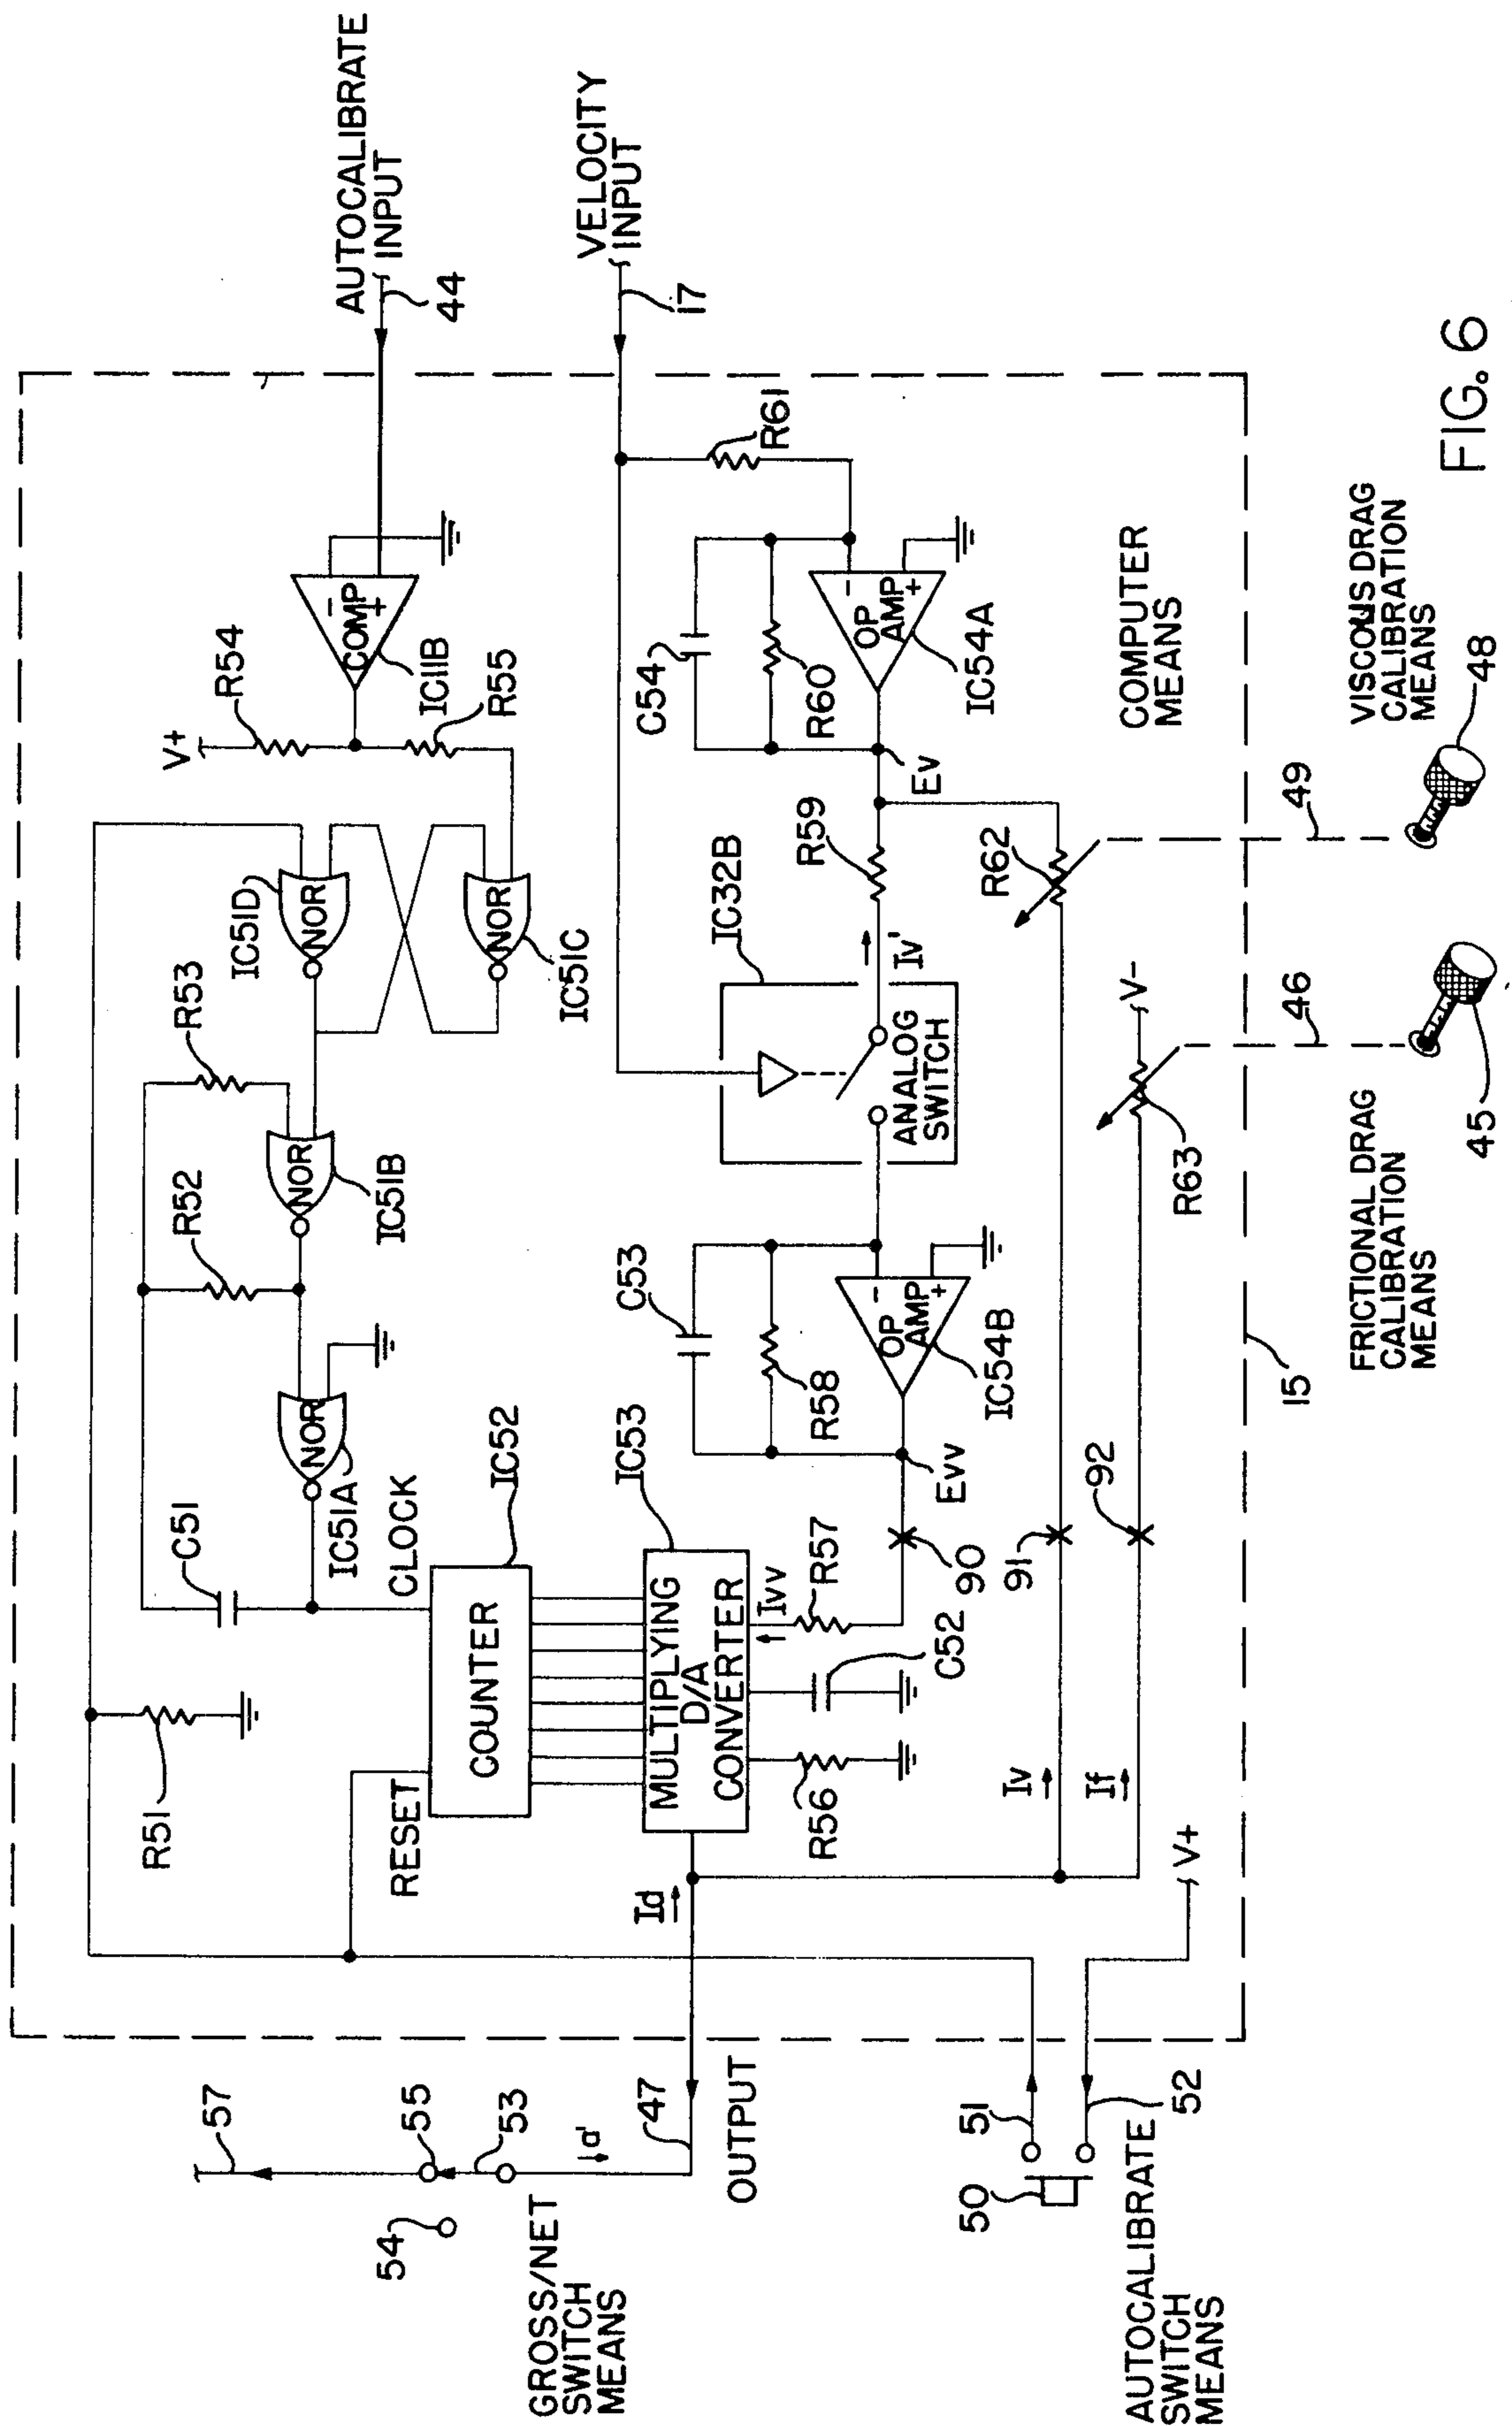 AUTOCALIBRATE
INPUT
44
VELOCITY
INPUT
17
R61
V+
R54
COMP
-
+
IC11B
R55
IC51D
NOR
NOR
IC51C
R53
R52
NOR
IC51B
NOR
IC51A
C51
CLOCK
R51
RESET
COUNTER
IC52
MULTIPLYING
D/A
CONVERTER
IC53
R56
C52
Ivv
R57
90
Evv
C53
R58
OP
AMP
-
+
IC54B
IC32B
ANALOG
SWITCH
Iv'
R59
Ev
C54
R60
OP
AMP
-
+
IC54A
R62
V-
R63
91
92
Iv
If
Id
V+
COMPUTER
MEANS
15
57
55
54
53
a'
47
GROSS/NET
SWITCH
MEANS
OUTPUT
50
51
52
AUTOCALIBRATE
SWITCH
MEANS
FRICTIONAL DRAG
CALIBRATION
MEANS
45
46
VISCOUS DRAG
CALIBRATION
MEANS
48
49
FIG. 6